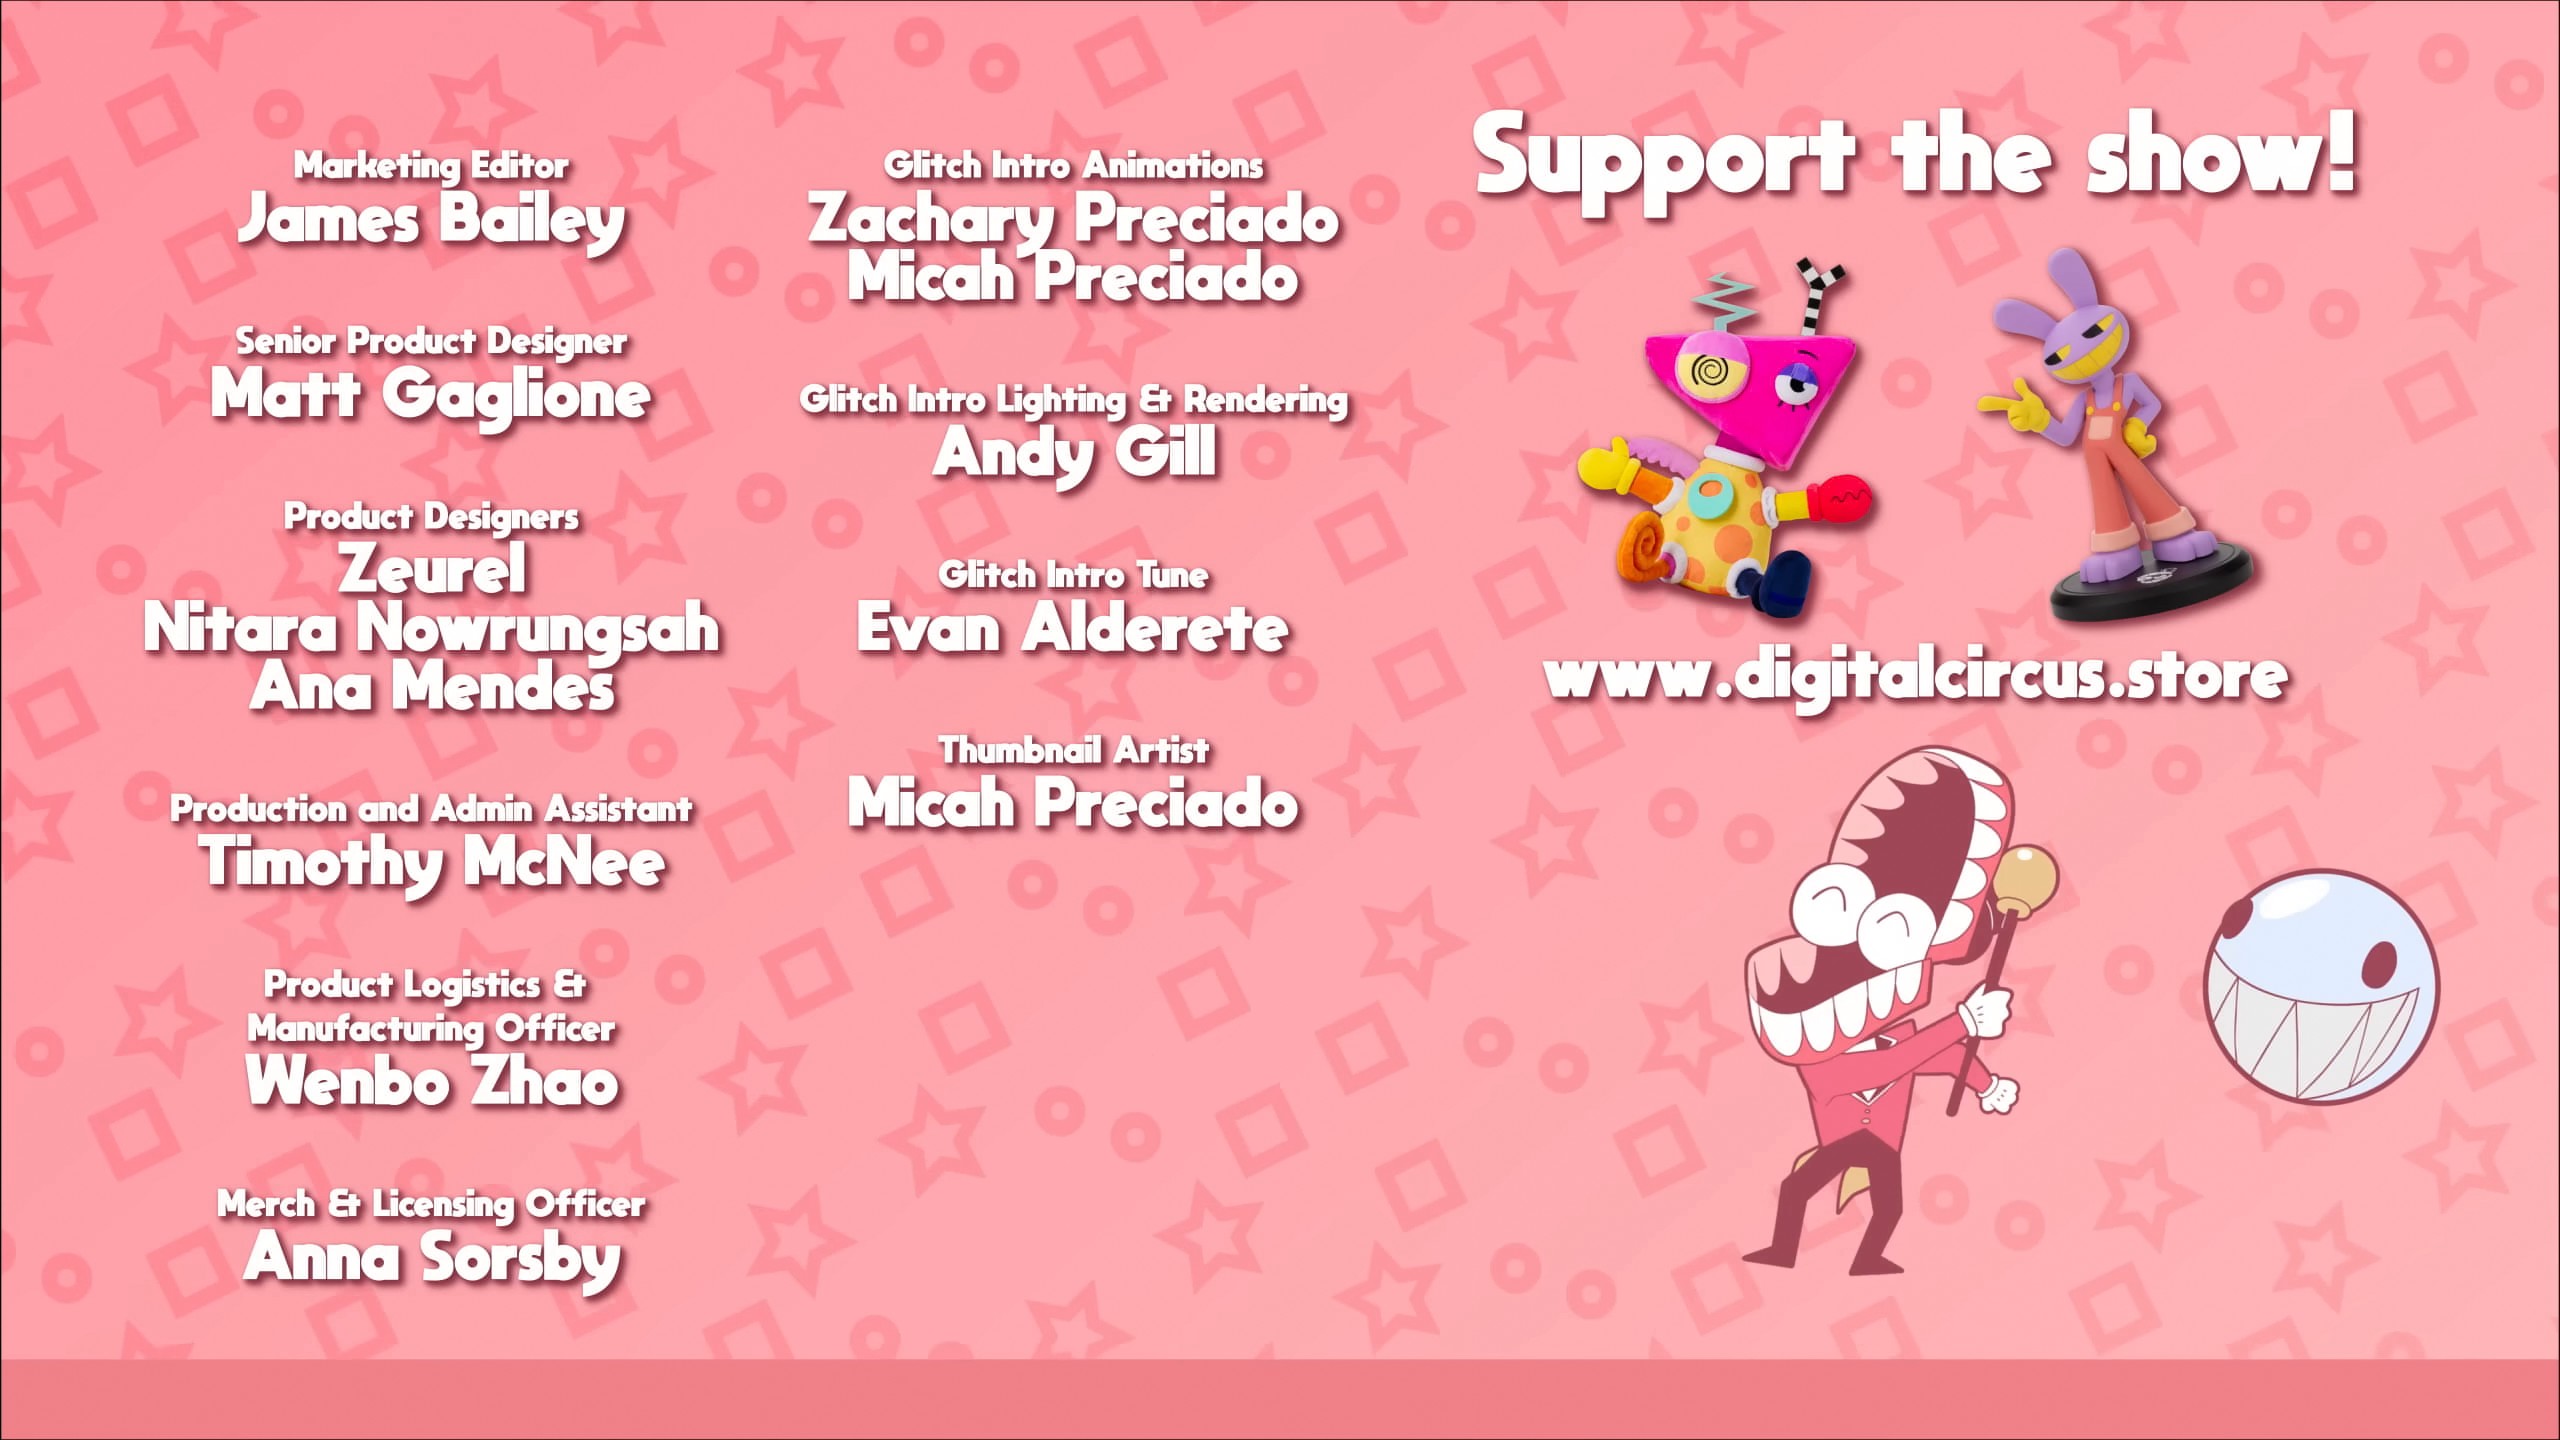 Marketing Editor
James Bailey
Senior Product Designer
Matt Gaglione
Product Designers
Zeurel
Nitara Nowrungsah
Ana Mendes
Production and Admin Assistant
Timothy McNee
Product Logistics &
Manufacturing Officer
Wenbo Zhao
Merch & Licensing Officer
Anna Sorsby
Glitch Intro Animations
Zachary Preciado
Micah Preciado
Glitch Intro Lighting & Rendering
Andy Gill
Glitch Intro Tune
Evan Alderete
Thumbnail Artist
Micah Preciado
Support the show!
www.digitalcircus.store